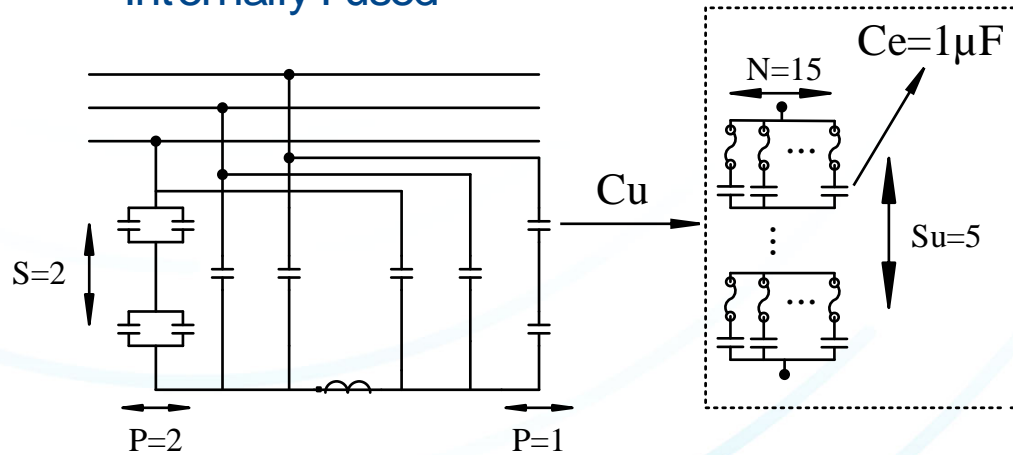 Internally Fused
Ce=1µF
N=15
...
Cu
Su=5
S=2
...
P=2
P=1